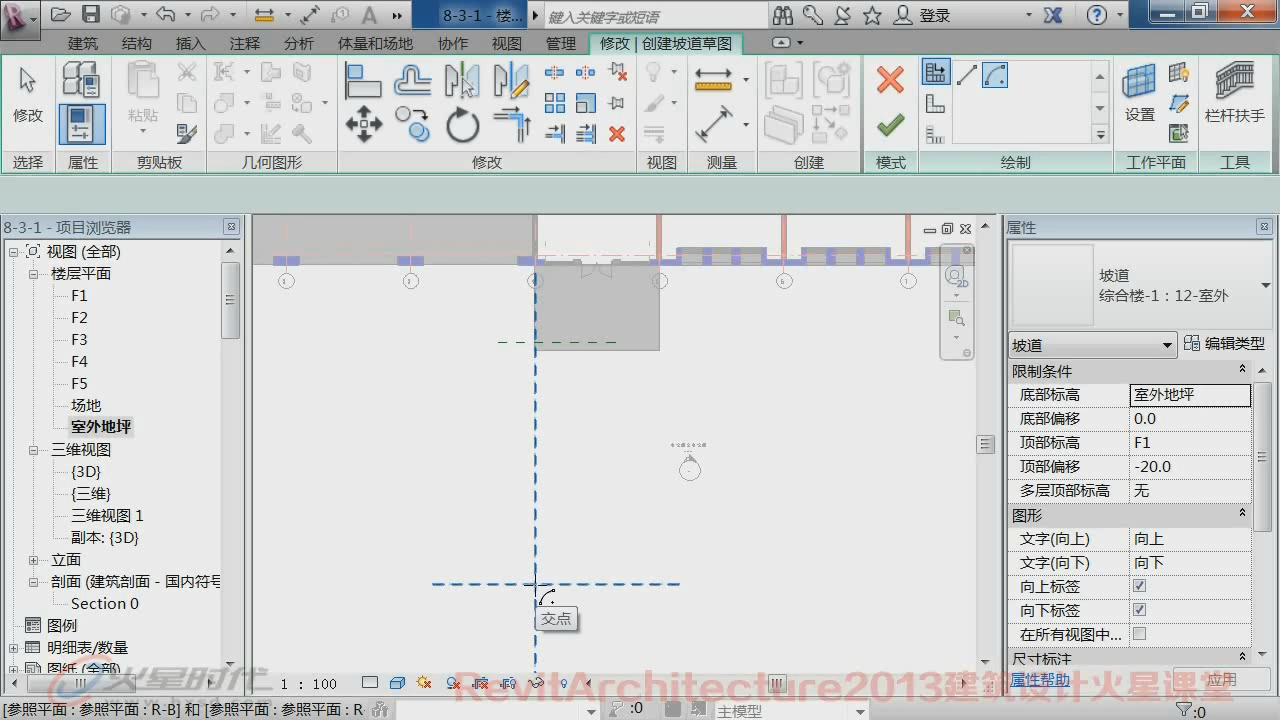 8-3-1 - 楼...
键入关键字或短语
登录
建筑 结构 插入 注释 分析 体量和场地 协作 视图 管理 修改 | 创建坡道草图
修改
粘贴
设置
栏杆扶手
选择 属性 剪贴板 几何图形 修改 视图 测量 创建 模式 绘制 工作平面 工具
8-3-1 - 项目浏览器
视图 (全部)
楼层平面
F1
F2
F3
F4
F5
场地
室外地坪
三维视图
{3D}
{三维}
三维视图 1
副本: {3D}
立面
剖面 (建筑剖面 - 国内符号
Section 0
图例
明细表/数量
图纸 (全部)
火星时代
2D
交点
1 : 100
属性
坡道
综合楼-1：12-室外
坡道
编辑类型
限制条件
底部标高 室外地坪
底部偏移 0.0
顶部标高 F1
顶部偏移 -20.0
多层顶部标高 无
图形
文字(向上) 向上
文字(向下) 向下
向上标签
向下标签
在所有视图中...
尺寸标注
属性帮助
应用
RevitArchitecture2013建筑设计火星课堂
[参照平面 : 参照平面 : R-B] 和 [参照平面 : 参照平面 : R
:0
主模型
:0